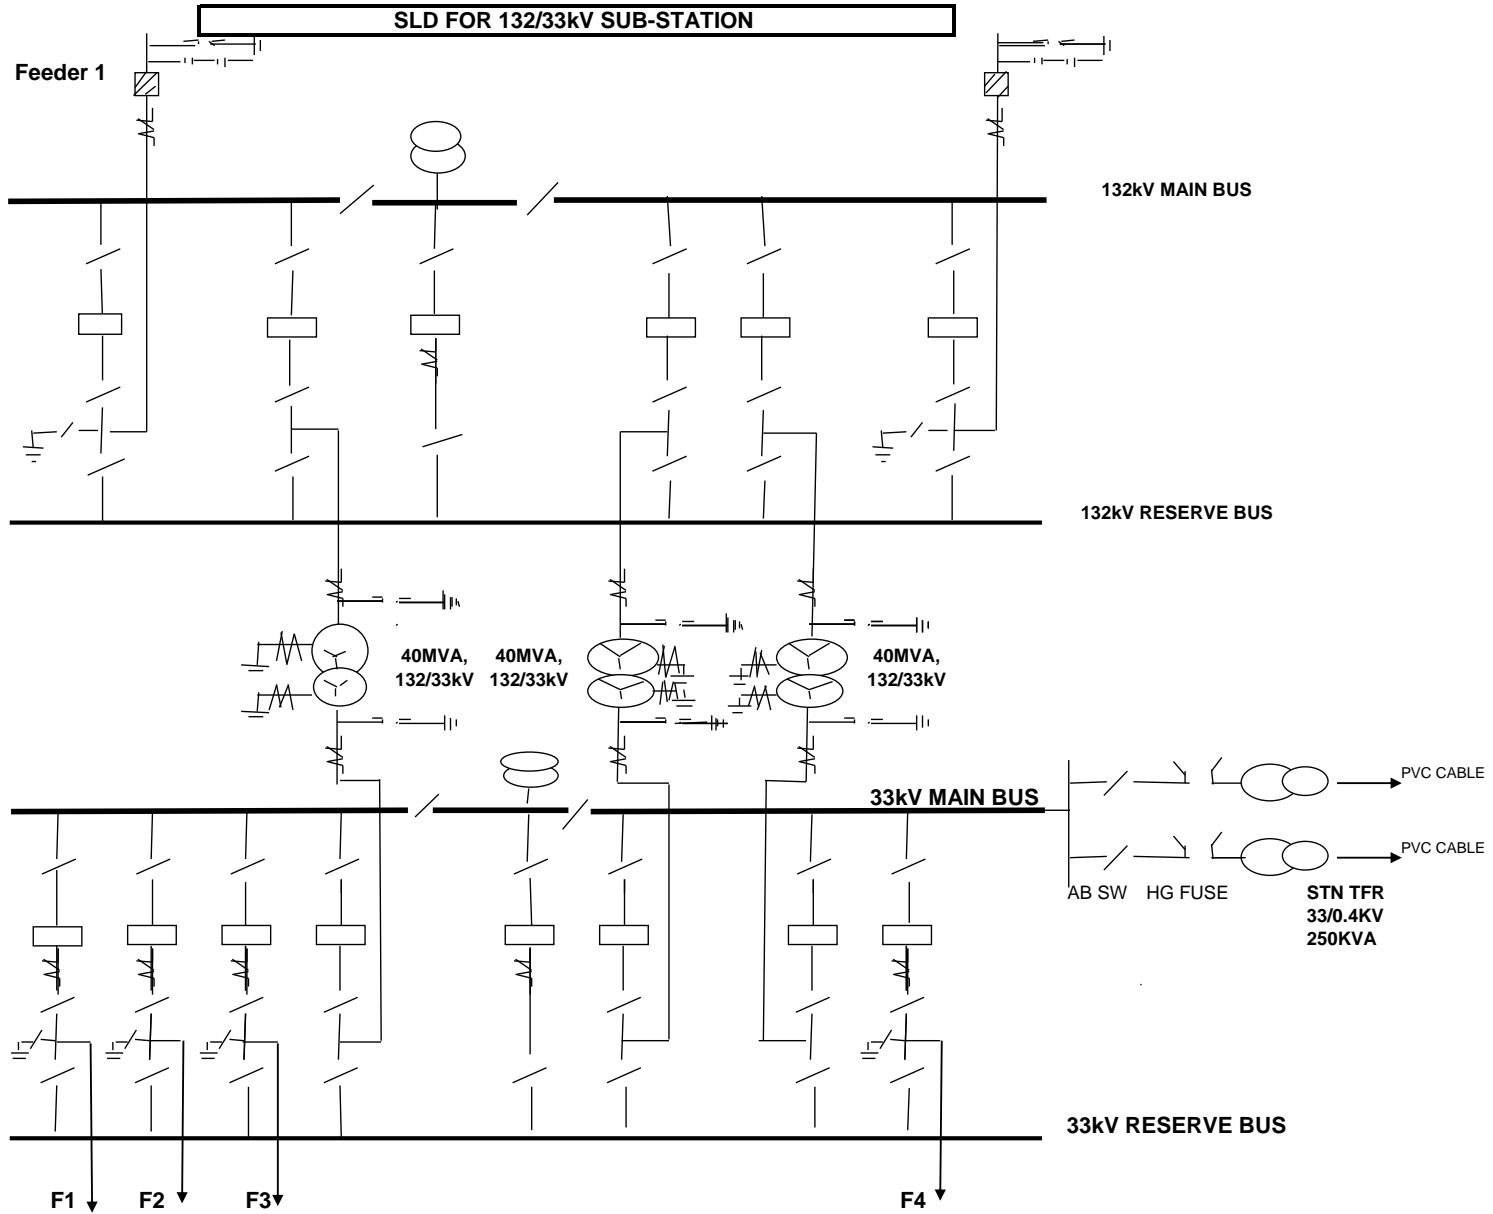 SLD FOR 132/33kV SUB-STATION
Feeder 1
132kV MAIN BUS
132kV RESERVE BUS
40MVA,
132/33kV
40MVA,
132/33kV
40MVA,
132/33kV
33kV MAIN BUS
PVC CABLE
PVC CABLE
AB SW
HG FUSE
STN TFR
33/0.4KV
250KVA
33kV RESERVE BUS
F1
F2
F3
F4